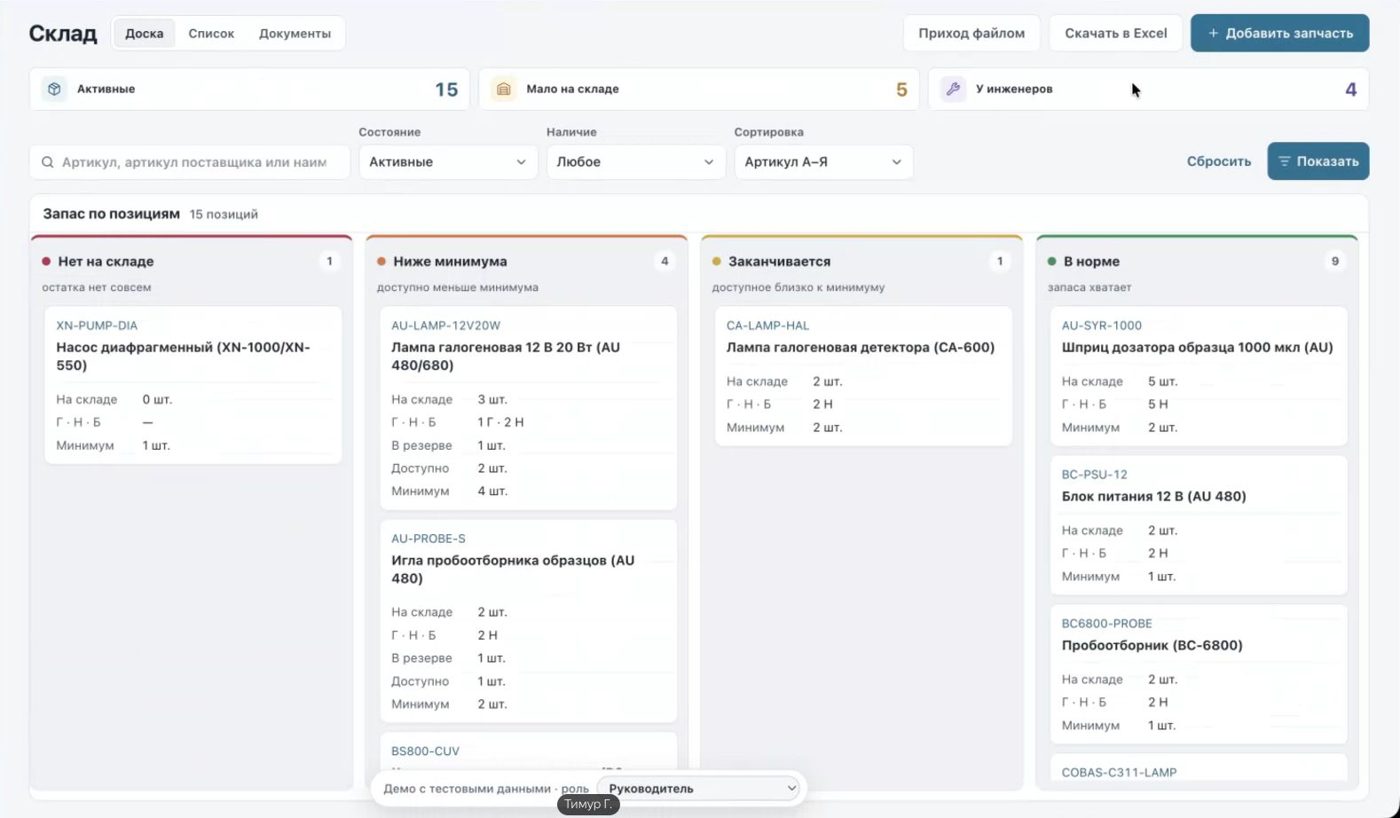 Склад
Доска
Список
Документы
Приход файлом
Скачать в Excel
+ Добавить запчасть
Активные
15
Мало на складе
5
У инженеров
4
Состояние
Наличие
Сортировка
Артикул, артикул поставщика или наим
Активные
Любое
Артикул А–Я
Сбросить
Показать
Запас по позициям 15 позиций
Нет на складе 1
остатка нет совсем
XN-PUMP-DIA
Насос диафрагменный (XN-1000/XN-
550)
На складе 0 шт.
Г · Н · Б —
Минимум 1 шт.
Ниже минимума 4
доступно меньше минимума
AU-LAMP-12V20W
Лампа галогеновая 12 В 20 Вт (AU
480/680)
На складе 3 шт.
Г · Н · Б 1 Г · 2 Н
В резерве 1 шт.
Доступно 2 шт.
Минимум 4 шт.
AU-PROBE-S
Игла пробоотборника образцов (AU
480)
На складе 2 шт.
Г · Н · Б 2 Н
В резерве 1 шт.
Доступно 1 шт.
Минимум 2 шт.
BS800-CUV
Заканчивается 1
доступное близко к минимуму
CA-LAMP-HAL
Лампа галогеновая детектора (CA-600)
На складе 2 шт.
Г · Н · Б 2 Н
Минимум 2 шт.
В норме 9
запаса хватает
AU-SYR-1000
Шприц дозатора образца 1000 мкл (AU)
На складе 5 шт.
Г · Н · Б 5 Н
Минимум 2 шт.
BC-PSU-12
Блок питания 12 В (AU 480)
На складе 2 шт.
Г · Н · Б 2 Н
Минимум 1 шт.
BC6800-PROBE
Пробоотборник (BC-6800)
На складе 2 шт.
Г · Н · Б 2 Н
Минимум 1 шт.
COBAS-C311-LAMP
Демо с тестовыми данными · роль Руководитель
Тимур Г.